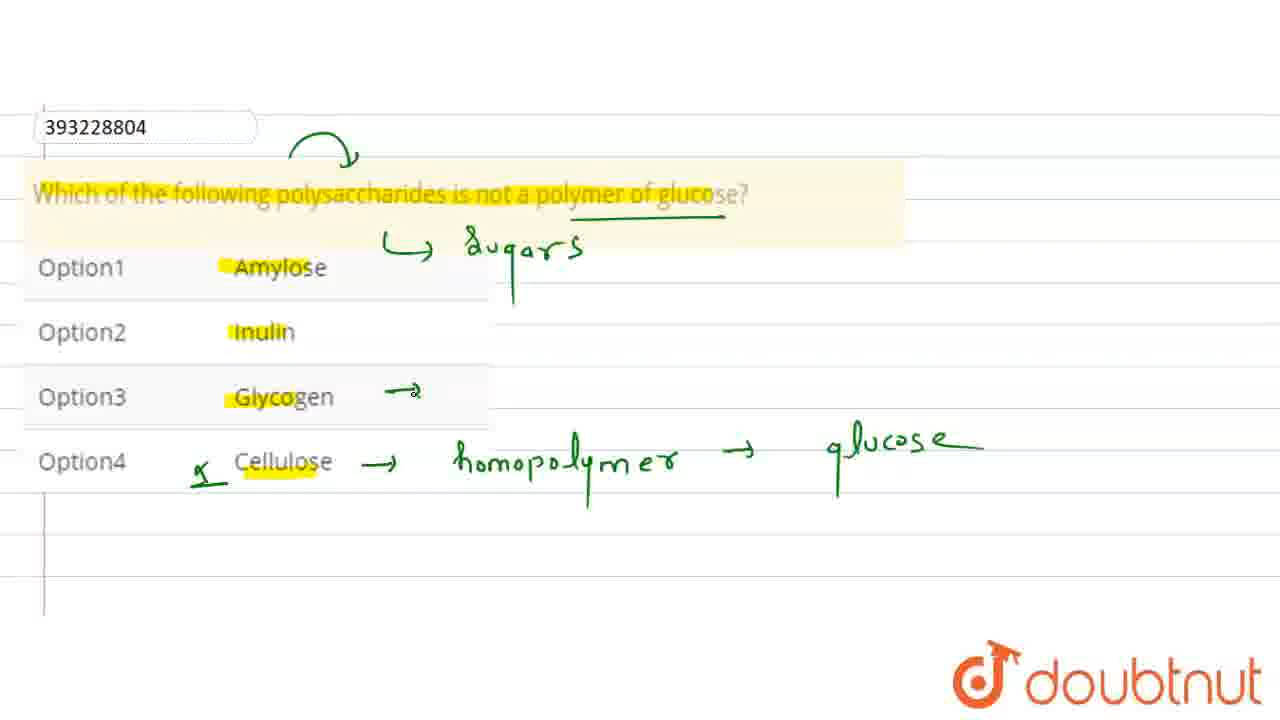 393228804
Which of the following polysaccharides is not a polymer of glucose?
sugars
Option1 Amylose
Option2 Inulin
Option3 Glycogen →
Option4 x Cellulose → homopolymer → glucose
doubtnut